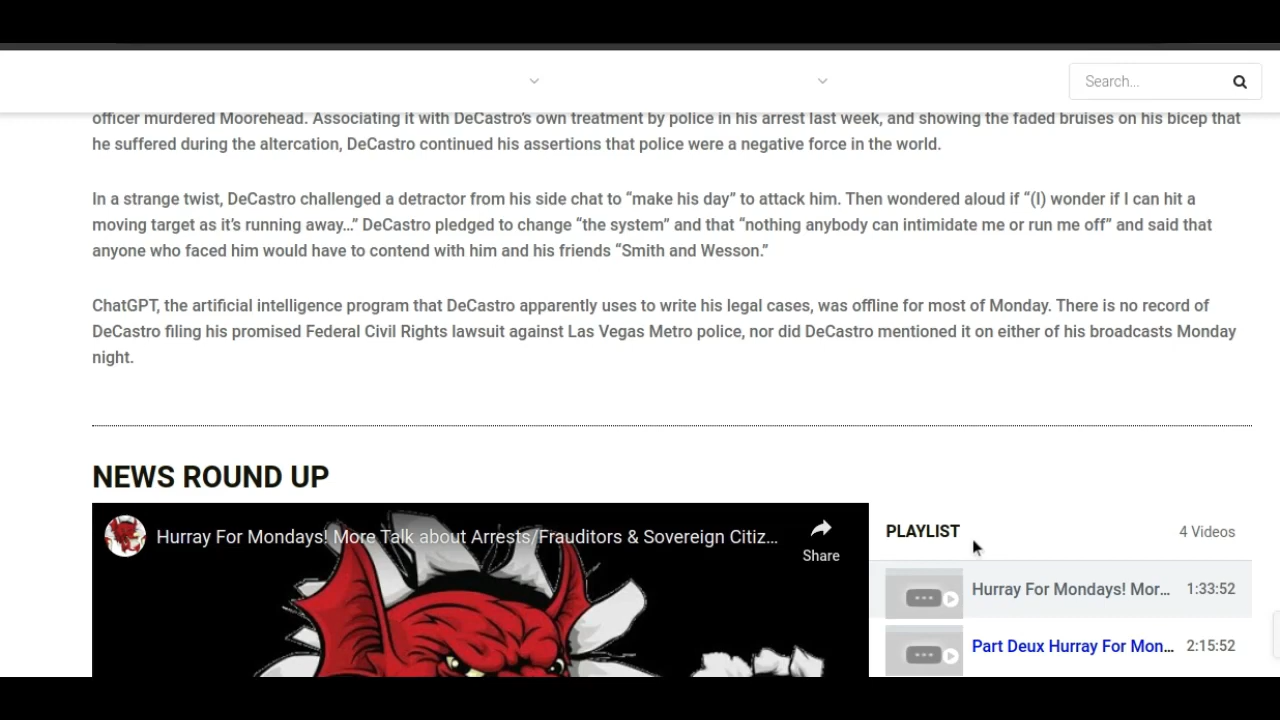 Search...
officer murdered Moorehead. Associating it with DeCastro's own treatment by police in his arrest last week, and showing the faded bruises on his bicep that
he suffered during the altercation, DeCastro continued his assertions that police were a negative force in the world.
In a strange twist, DeCastro challenged a detractor from his side chat to “make his day” to attack him. Then wondered aloud if “(I) wonder if I can hit a
moving target as it’s running away…” DeCastro pledged to change “the system” and that “nothing anybody can intimidate me or run me off” and said that
anyone who faced him would have to contend with him and his friends “Smith and Wesson.”
ChatGPT, the artificial intelligence program that DeCastro apparently uses to write his legal cases, was offline for most of Monday. There is no record of
DeCastro filing his promised Federal Civil Rights lawsuit against Las Vegas Metro police, nor did DeCastro mentioned it on either of his broadcasts Monday
night.
NEWS ROUND UP
Hurray For Mondays! More Talk about Arrests/Frauditors & Sovereign Citiz...
Share
PLAYLIST
4 Videos
Hurray For Mondays! Mor... 1:33:52
Part Deux Hurray For Mon... 2:15:52